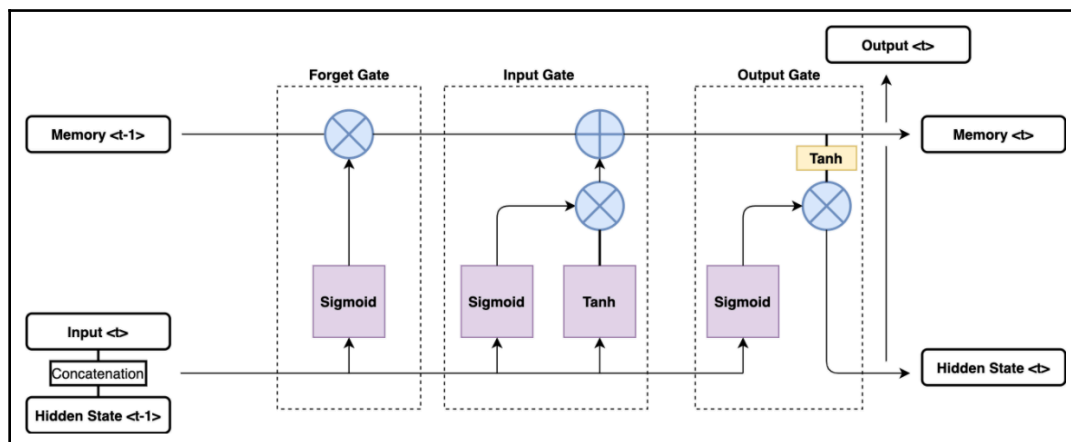 Output <t>
Forget Gate
Input Gate
Output Gate
Memory <t-1>
Memory <t>
Tanh
Sigmoid
Sigmoid
Tanh
Sigmoid
Input <t>
Concatenation
Hidden State <t-1>
Hidden State <t>